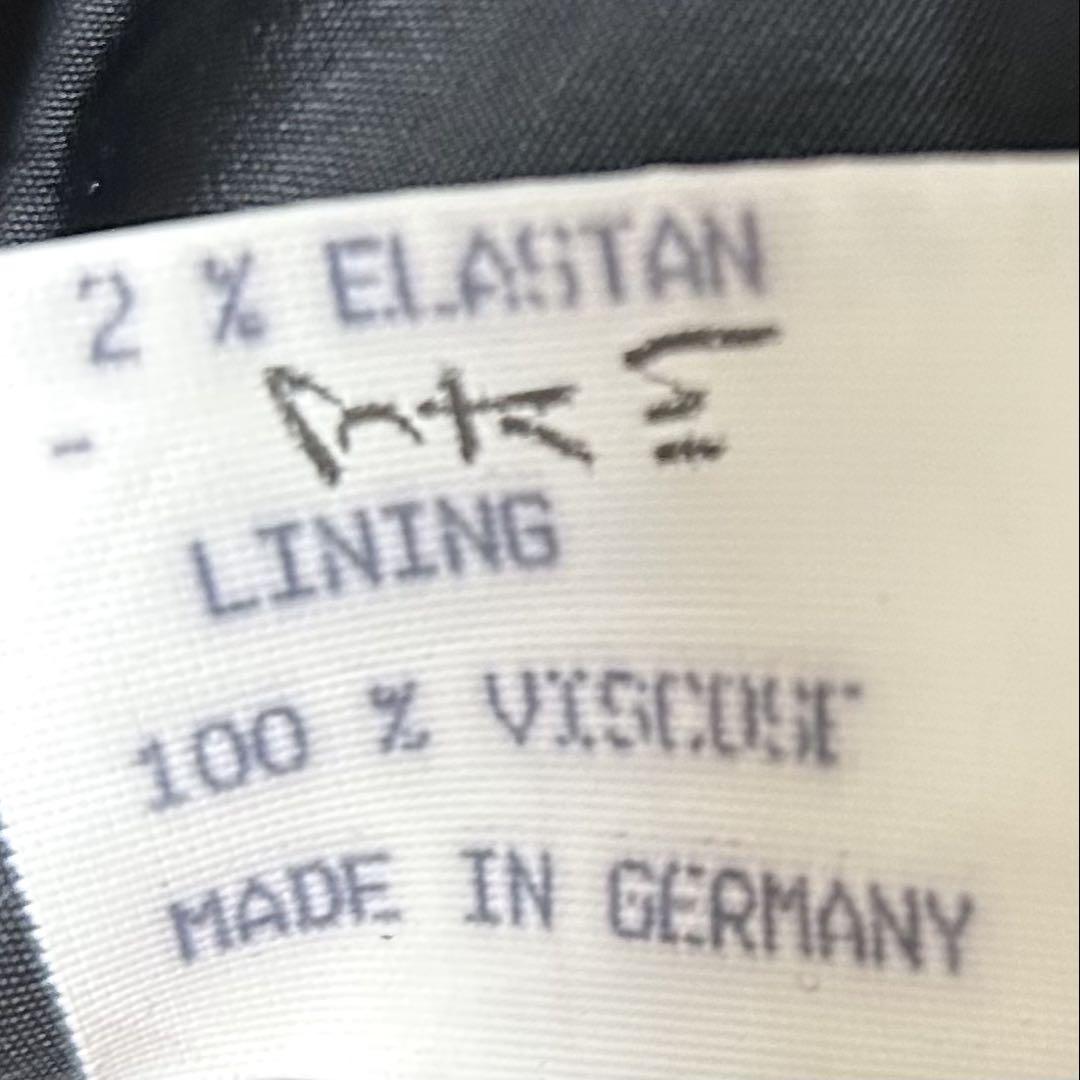 2 % ELASTAN
-
LINING
100 % VISCOSE
MADE IN GERMANY